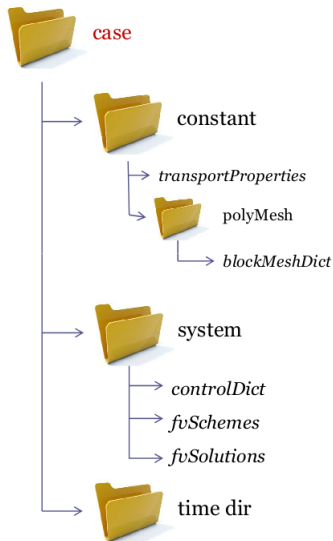 case
constant
transportProperties
polyMesh
blockMeshDict
system
controlDict
fvSchemes
fvSolutions
time dir